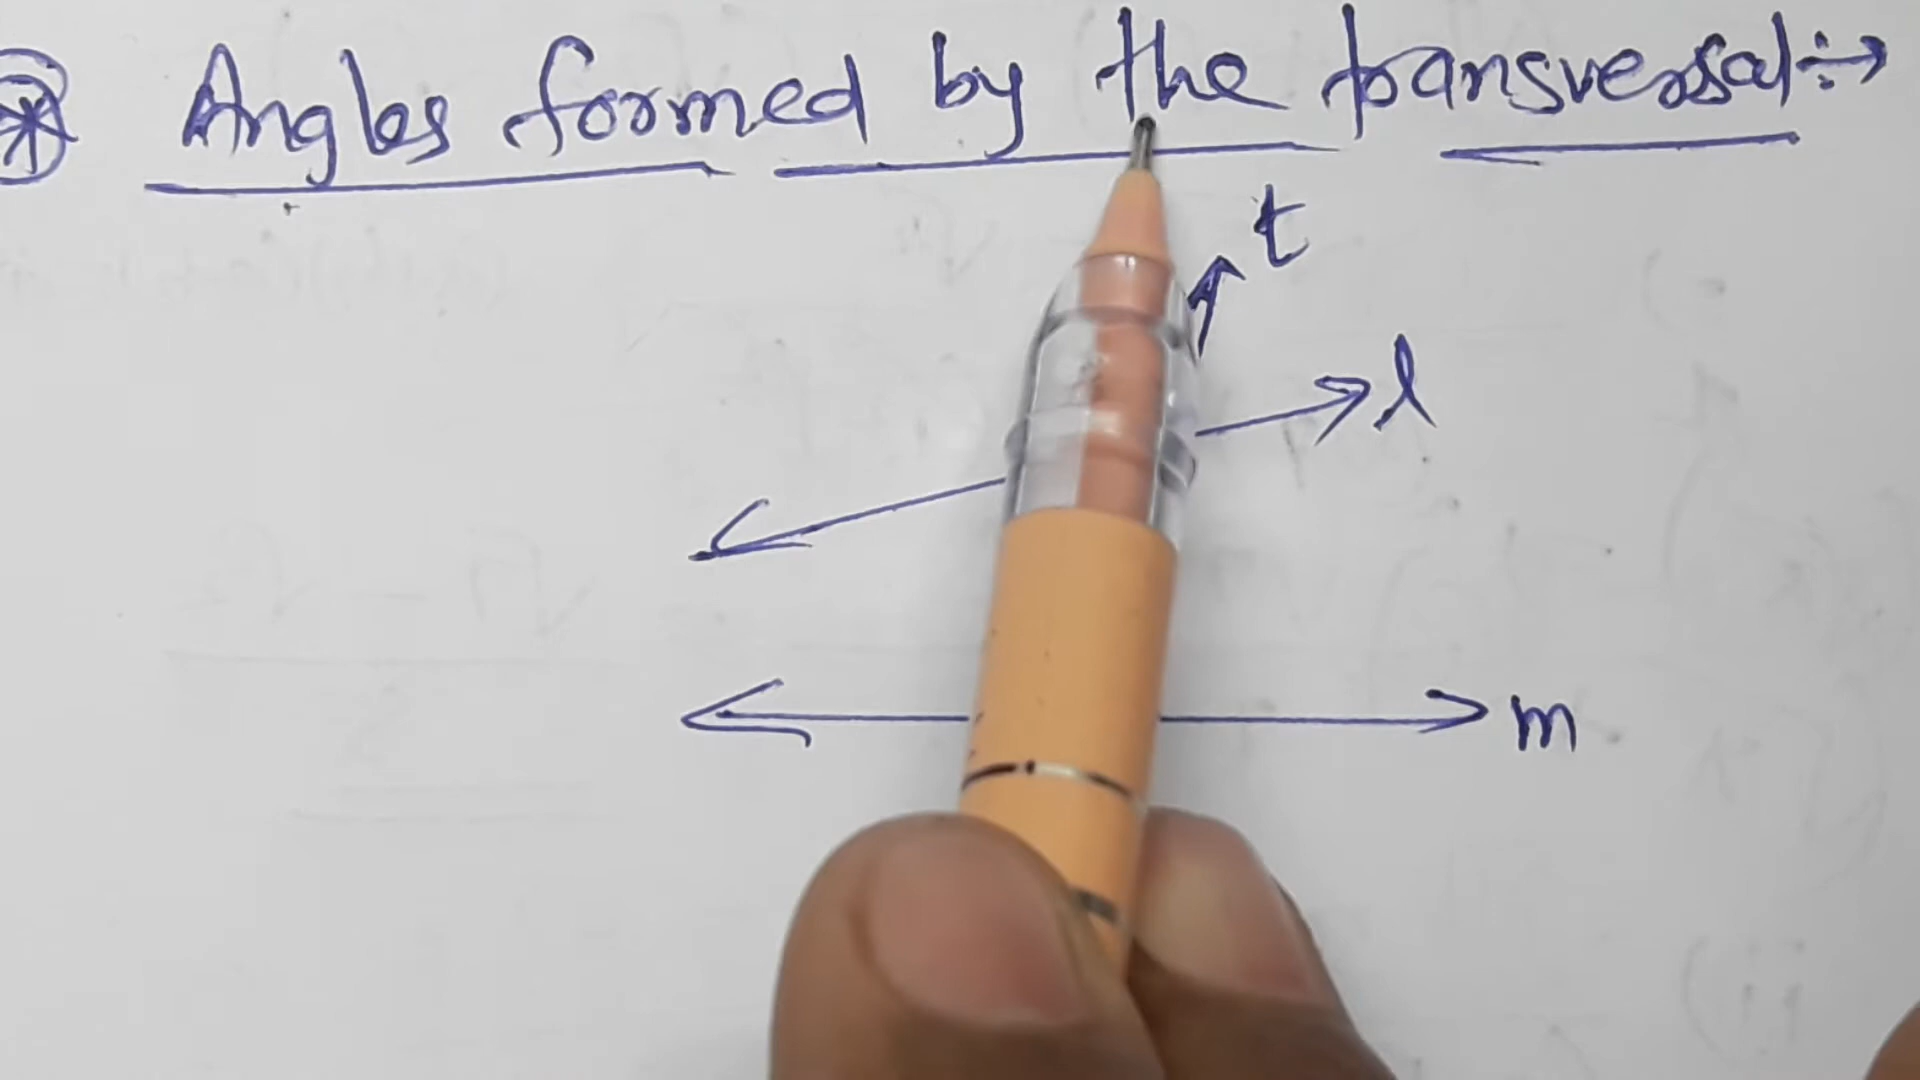 Angles formed by the transversal :→
t
l
m